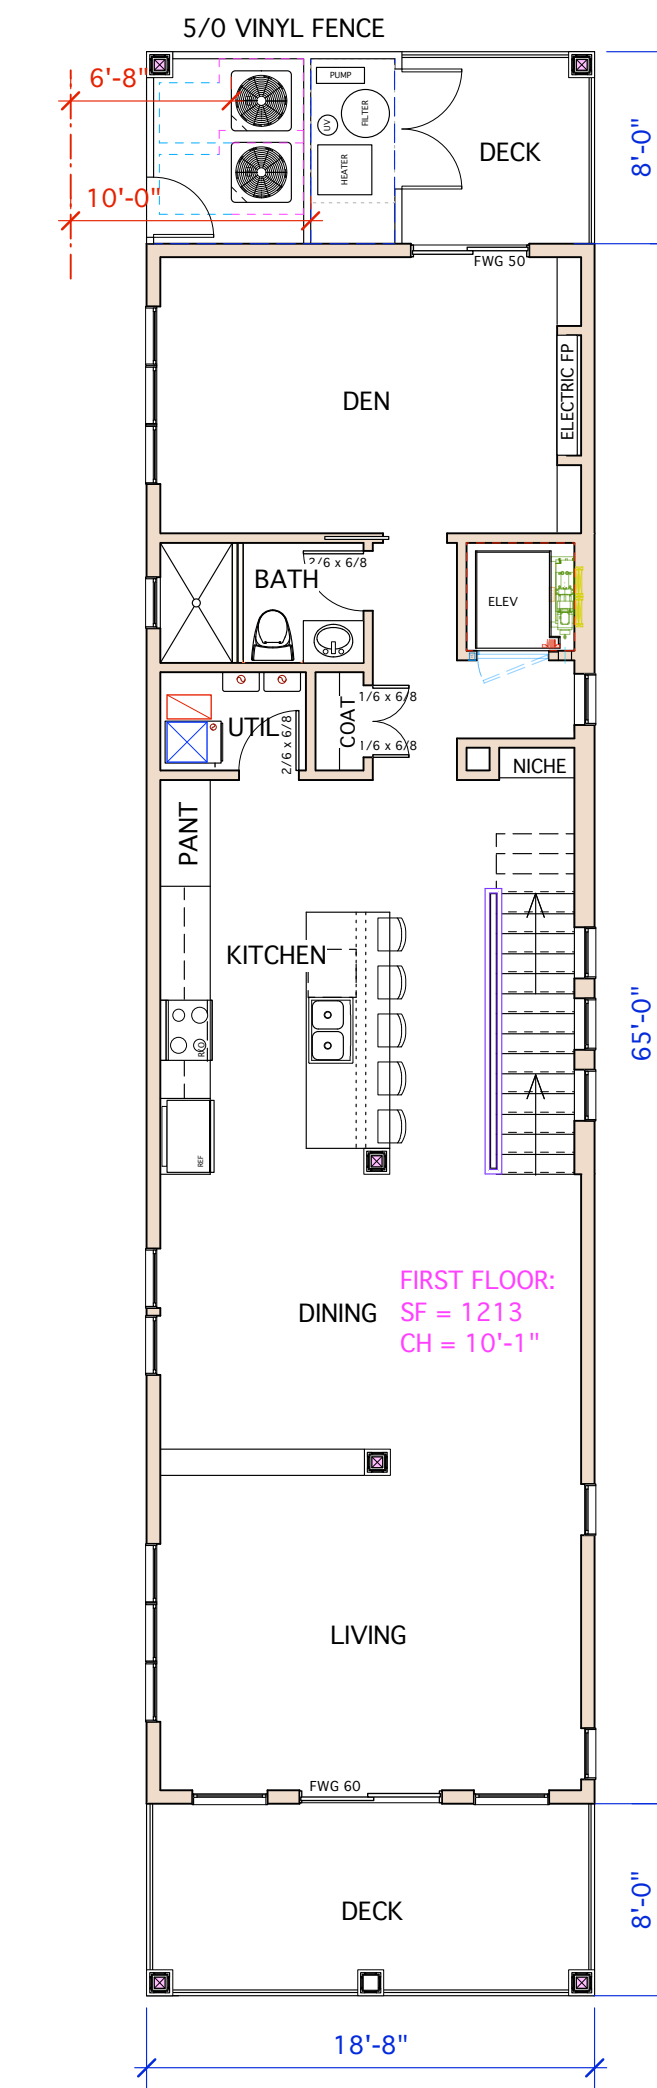 5/0 VINYL FENCE
6'-8"
PUMP
FILTER
UV
HEATER
DECK
8'-0"
10'-0"
FWG 50
DEN
ELECTRIC FP
2/6 x 6/8
BATH
ELEV
1/6 x 6/8
COAT
UTIL
2/6 x 6/8
1/6 x 6/8
NICHE
PANT
KITCHEN
65'-0"
REF
FIRST FLOOR:
DINING
SF = 1213
CH = 10'-1"
LIVING
FWG 60
DECK
8'-0"
18'-8"